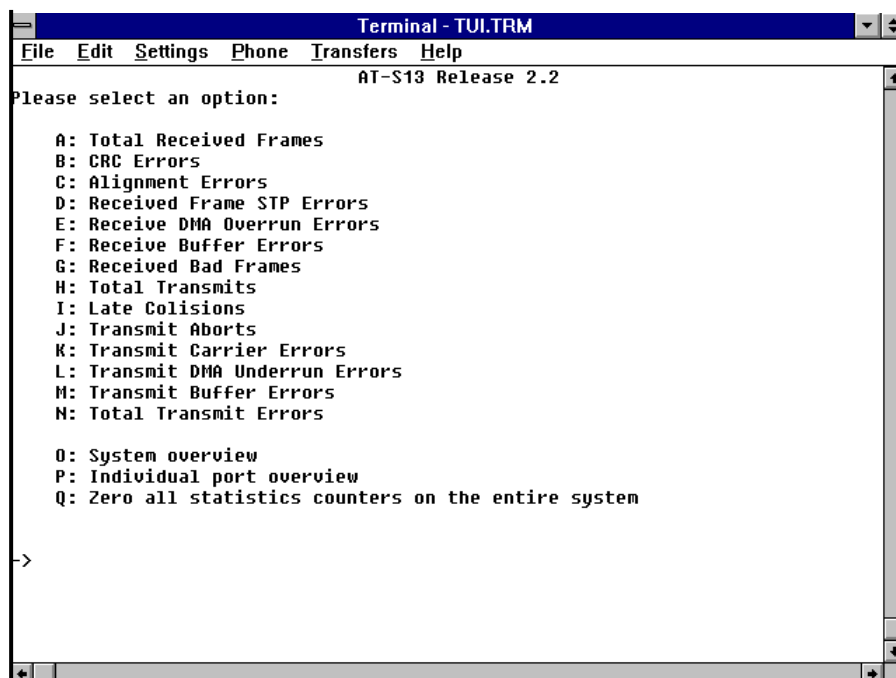 Terminal - TUI.TRM
File Edit Settings Phone Transfers Help
AT-S13 Release 2.2
Please select an option:
A: Total Received Frames
B: CRC Errors
C: Alignment Errors
D: Received Frame STP Errors
E: Receive DMA Overrun Errors
F: Receive Buffer Errors
G: Received Bad Frames
H: Total Transmits
I: Late Colisions
J: Transmit Aborts
K: Transmit Carrier Errors
L: Transmit DMA Underrun Errors
M: Transmit Buffer Errors
N: Total Transmit Errors
O: System overview
P: Individual port overview
Q: Zero all statistics counters on the entire system
->